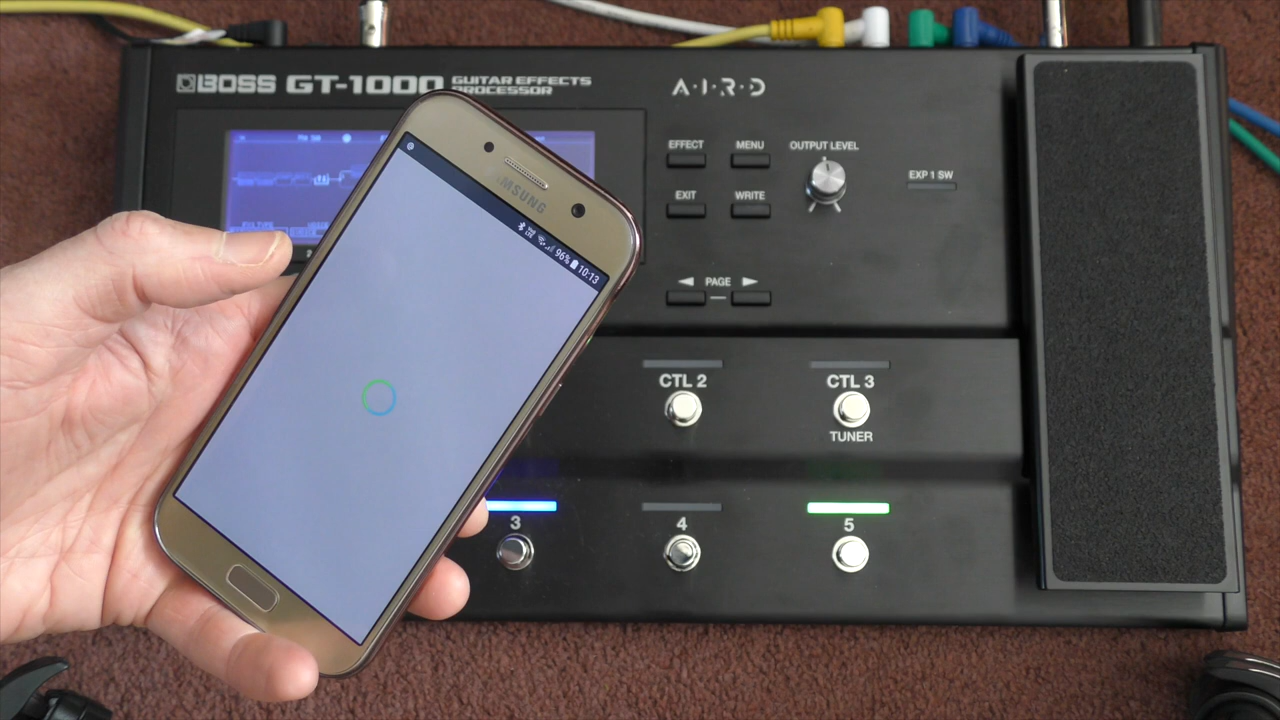 BOSS GT-1000 GUITAR EFFECTS
PROCESSOR
A·I·R·D
EFFECT
MENU
OUTPUT LEVEL
EXIT
WRITE
EXP 1 SW
PAGE
SAMSUNG
96% 10:13
CTL 2
CTL 3
TUNER
3
4
5